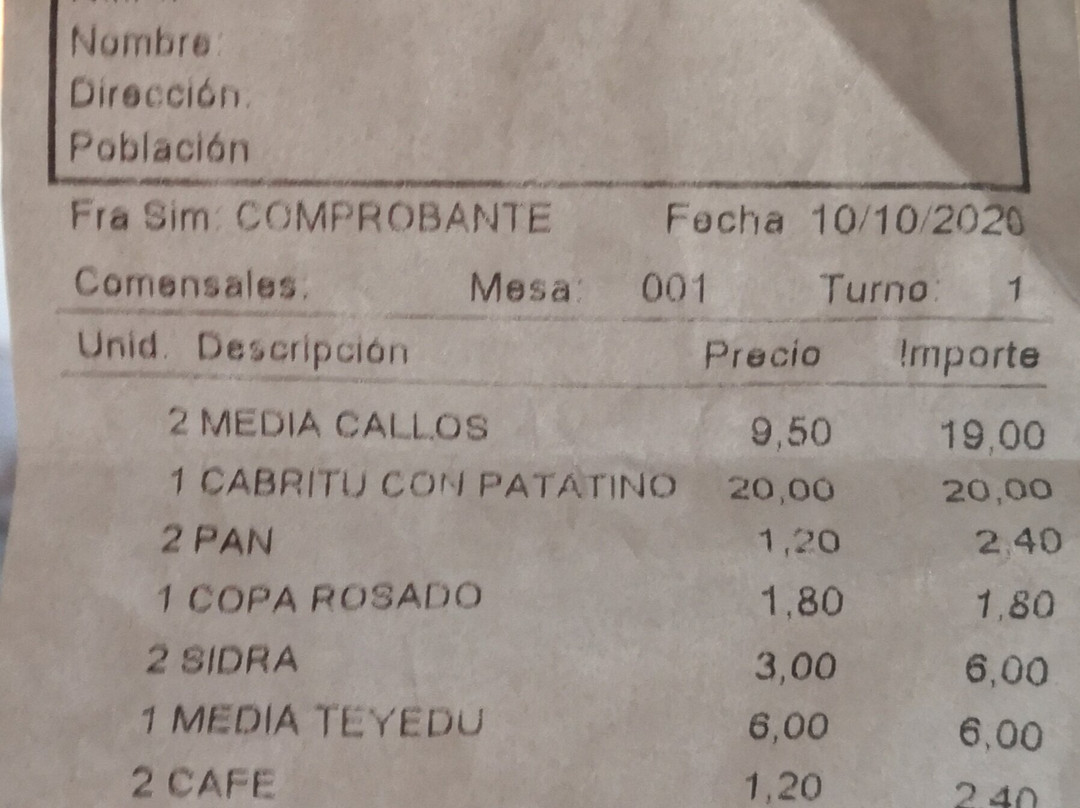 Nombre:
Dirección.
Población
Fra Sim: COMPROBANTE Fecha 10/10/2020
Comensales: Mesa: 001 Turno: 1
Unid. Descripción Precio Importe
2 MEDIA CALLOS 9,50 19,00
1 CABRITU CON PATATINO 20,00 20,00
2 PAN 1,20 2,40
1 COPA ROSADO 1,80 1,80
2 SIDRA 3,00 6,00
1 MEDIA TEYEDU 6,00 6,00
2 CAFE 1,20 2,40